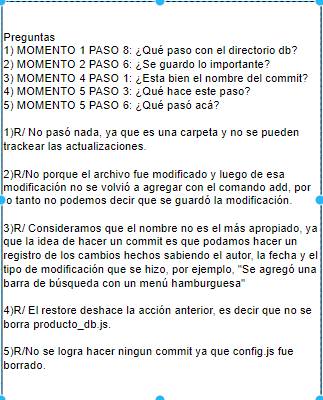 Preguntas
1) MOMENTO 1 PASO 8: ¿Qué paso con el directorio db?
2) MOMENTO 2 PASO 6: ¿Se guardo lo importante?
3) MOMENTO 4 PASO 1: ¿Esta bien el nombre del commit?
4) MOMENTO 5 PASO 3: ¿Qué hace este paso?
5) MOMENTO 5 PASO 6: ¿Qué pasó acá?
1)R/ No pasó nada, ya que es una carpeta y no se pueden
trackear las actualizaciones.
2)R/No porque el archivo fue modificado y luego de esa
modificación no se volvió a agregar con el comando add, por
o tanto no podemos decir que se guardó la modificación.
3)R/ Consideramos que el nombre no es el más apropiado, ya
que la idea de hacer un commit es que podamos hacer un
registro de los cambios hechos sabiendo el autor, la fecha y el
tipo de modificación que se hizo, por ejemplo, "Se agregó una
barra de búsqueda con un menú hamburguesa"
4)R/ El restore deshace la acción anterior, es decir que no se
borra producto_db.js.
5)R/No se logra hacer ningun commit ya que config.js fue
borrado.